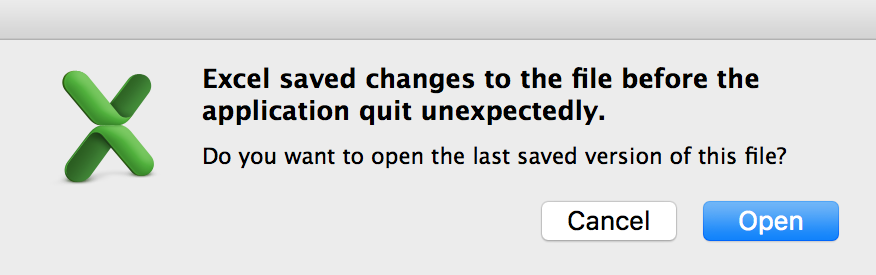 Excel saved changes to the file before the
application quit unexpectedly.
Do you want to open the last saved version of this file?
Cancel
Open